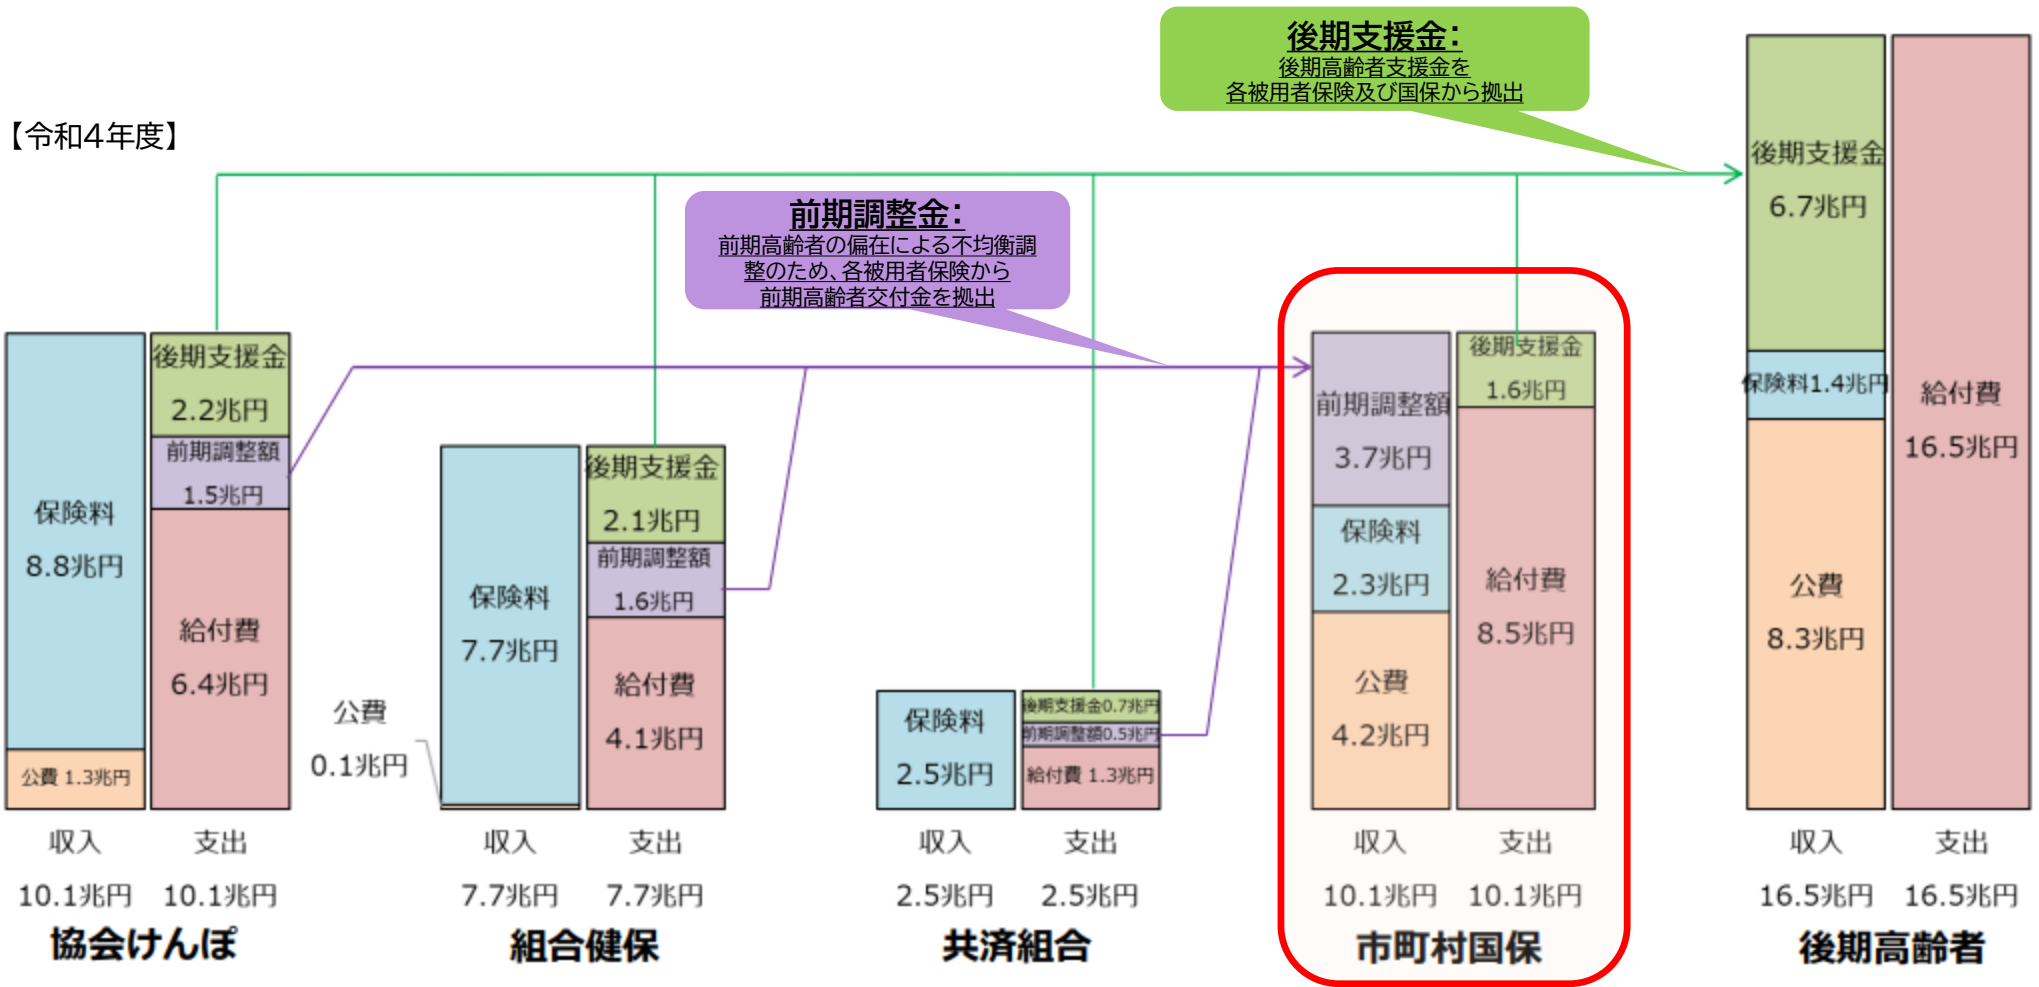 後期支援金：
後期高齢者支援金を
各被用者保険及び国保から拠出
【令和4年度】
前期調整金：
前期高齢者の偏在による不均衡調
整のため、各被用者保険から
前期高齢者交付金を拠出
保険料
8.8兆円
公費 1.3兆円
後期支援金
2.2兆円
前期調整額
1.5兆円
給付費
6.4兆円
収入
10.1兆円
支出
10.1兆円
協会けんぽ
公費
0.1兆円
保険料
7.7兆円
後期支援金
2.1兆円
前期調整額
1.6兆円
給付費
4.1兆円
収入
7.7兆円
支出
7.7兆円
組合健保
保険料
2.5兆円
後期支援金0.7兆円
前期調整額0.5兆円
給付費 1.3兆円
収入
2.5兆円
支出
2.5兆円
共済組合
前期調整額
3.7兆円
保険料
2.3兆円
公費
4.2兆円
後期支援金
1.6兆円
給付費
8.5兆円
収入
10.1兆円
支出
10.1兆円
市町村国保
後期支援金
6.7兆円
保険料1.4兆円
公費
8.3兆円
給付費
16.5兆円
収入
16.5兆円
支出
16.5兆円
後期高齢者